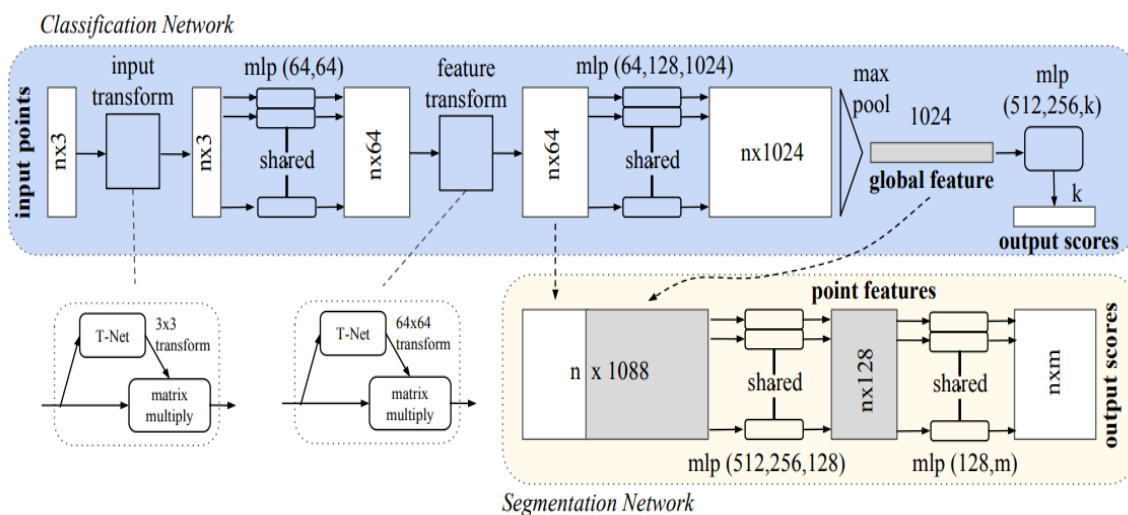 Classification Network
input points
nx3
input
transform
nx3
mlp (64,64)
shared
nx64
feature
transform
nx64
mlp (64,128,1024)
shared
nx1024
max
pool
1024
global feature
mlp
(512,256,k)
k
output scores
T-Net
3x3
transform
matrix
multiply
T-Net
64x64
transform
matrix
multiply
point features
n x 1088
shared
mlp (512,256,128)
nx128
shared
mlp (128,m)
nxm
output scores
Segmentation Network